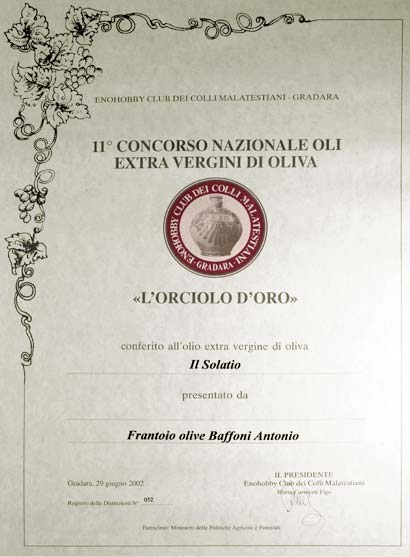 ENOHOBBY CLUB DEI COLLI MALATESTIANI - GRADARA
11° CONCORSO NAZIONALE OLI
EXTRA VERGINI DI OLIVA
ENOHOBBY CLUB DEI COLLI MALATESTIANI
· GRADARA ·
«L'ORCIOLO D'ORO»
conferito all'olio extra vergine di oliva
Il Solatio
presentato da
Frantoio olive Baffoni Antonio
Gradara, 29 giugno 2002
IL PRESIDENTE
Enohobby Club dei Colli Malatestiani
Maria
Vigo
Registro delle Distinzioni N° 052
Patrocinio: Ministero delle Politiche Agricole e Forestali